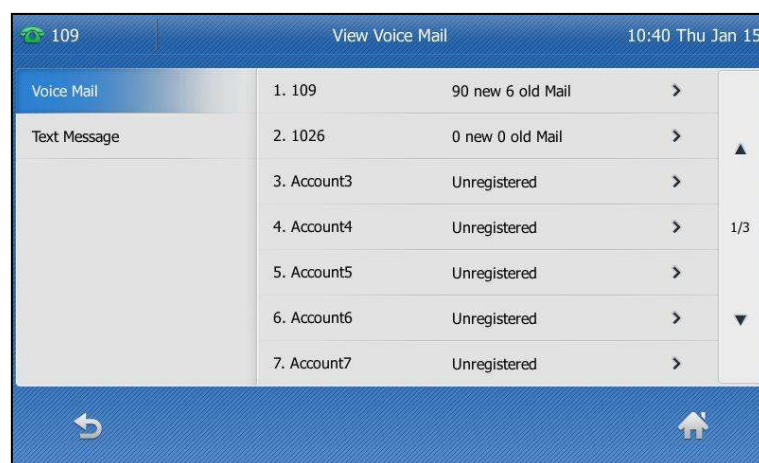 109 View Voice Mail 10:40 Thu Jan 15
Voice Mail
Text Message
1. 109 90 new 6 old Mail
2. 1026 0 new 0 old Mail
3. Account3 Unregistered
4. Account4 Unregistered
5. Account5 Unregistered
6. Account6 Unregistered
7. Account7 Unregistered
1/3